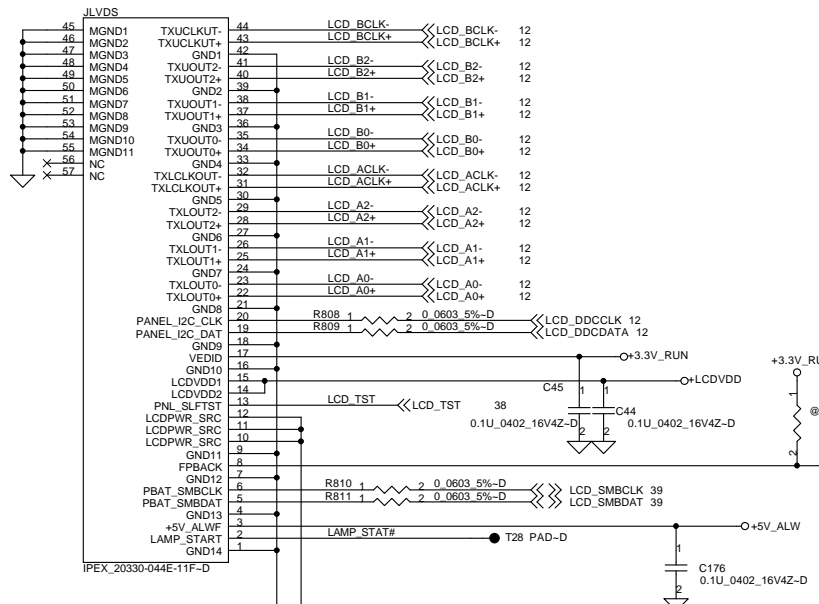 JLVDS
45 MGND1 TXUCLKUT- 44 LCD_BCLK- LCD_BCLK- 12
46 MGND2 TXUCLKUT+ 43 LCD_BCLK+ LCD_BCLK+ 12
47 MGND3 GND1 42
48 MGND4 TXUOUT2- 41 LCD_B2- LCD_B2- 12
49 MGND5 TXUOUT2+ 40 LCD_B2+ LCD_B2+ 12
50 MGND6 GND2 39
51 MGND7 TXUOUT1- 38 LCD_B1- LCD_B1- 12
52 MGND8 TXUOUT1+ 37 LCD_B1+ LCD_B1+ 12
53 MGND9 GND3 36
54 MGND10 TXUOUT0- 35 LCD_B0- LCD_B0- 12
55 MGND11 TXUOUT0+ 34 LCD_B0+ LCD_B0+ 12
56 NC GND4 33
57 NC TXLCLKOUT- 32 LCD_ACLK- LCD_ACLK- 12
TXLCLKOUT+ 31 LCD_ACLK+ LCD_ACLK+ 12
GND5 30
TXLOUT2- 29 LCD_A2- LCD_A2- 12
TXLOUT2+ 28 LCD_A2+ LCD_A2+ 12
GND6 27
TXLOUT1- 26 LCD_A1- LCD_A1- 12
TXLOUT1+ 25 LCD_A1+ LCD_A1+ 12
GND7 24
TXLOUT0- 23 LCD_A0- LCD_A0- 12
TXLOUT0+ 22 LCD_A0+ LCD_A0+ 12
GND8 21
PANEL_I2C_CLK 20 R808 1 2 0_0603_5%~D LCD_DDCCLK 12
PANEL_I2C_DAT 19 R809 1 2 0_0603_5%~D LCD_DDCDATA 12
GND9 18
VEDID 17 +3.3V_RUN
GND10 16
LCDVDD1 15 +LCDVDD
LCDVDD2 14
PNL_SLFTST 13 LCD_TST LCD_TST 38
LCDPWR_SRC 12
LCDPWR_SRC 11
LCDPWR_SRC 10
GND11 9
FPBACK 8
GND12 7
PBAT_SMBCLK 6 R810 1 2 0_0603_5%~D LCD_SMBCLK 39
PBAT_SMBDAT 5 R811 1 2 0_0603_5%~D LCD_SMBDAT 39
GND13 4
+5V_ALWF 3 +5V_ALW
LAMP_START 2 LAMP_STAT# T28 PAD~D
GND14 1
IPEX_20330-044E-11F~D
C45
1
2
0.1U_0402_16V4Z~D
1
2
C44
0.1U_0402_16V4Z~D
+3.3V_RU
1
2
@
1
2
C176
0.1U_0402_16V4Z~D